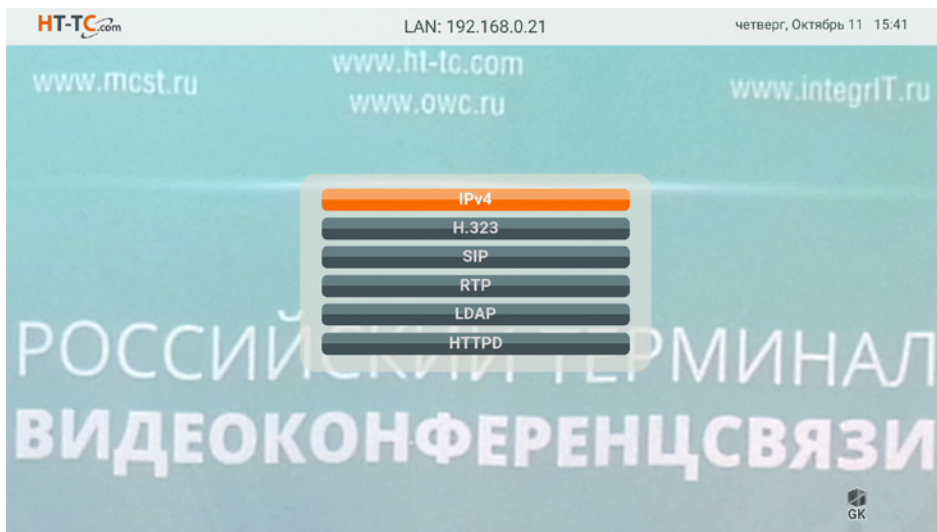 HT-TC.com
LAN: 192.168.0.21
четверг, Октябрь 11 15:41
www.mcst.ru
www.ht-tc.com
www.owc.ru
www.integrIT.ru
IPv4
H.323
SIP
RTP
LDAP
HTTPD
РОССИЙСКИЙ ТЕРМИНАЛ
ВИДЕОКОНФЕРЕНЦСВЯЗИ
GK